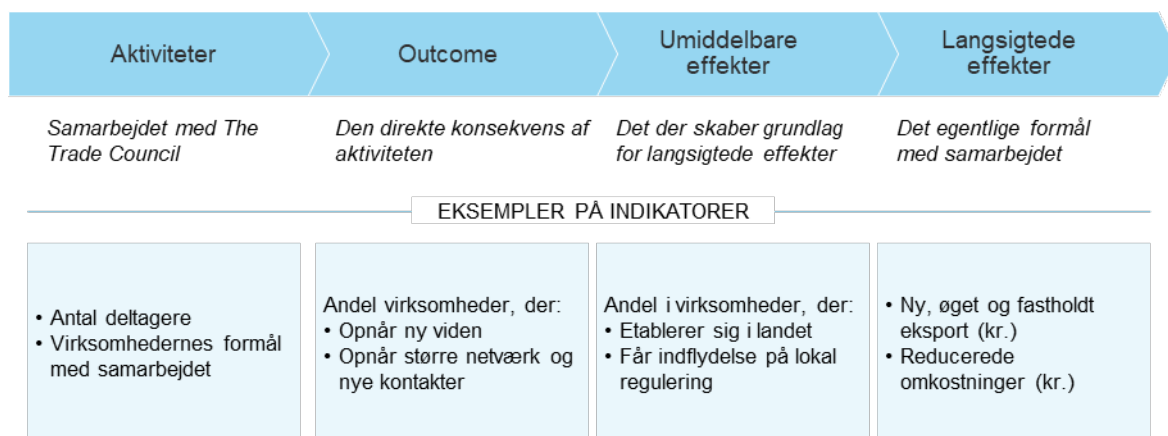 Aktiviteter
Outcome
Umiddelbare
effekter
Langsigtede
effekter
Samarbejdet med The
Trade Council
Den direkte konsekvens af
aktiviteten
Det der skaber grundlag
for langsigtede effekter
Det egentlige formål
med samarbejdet
EKSEMPLER PÅ INDIKATORER
• Antal deltagere
• Virksomhedernes formål
med samarbejdet
Andel virksomheder, der:
• Opnår ny viden
• Opnår større netværk og
nye kontakter
Andel i virksomheder, der:
• Etablerer sig i landet
• Får indflydelse på lokal
regulering
• Ny, øget og fastholdt
eksport (kr.)
• Reducerede
omkostninger (kr.)